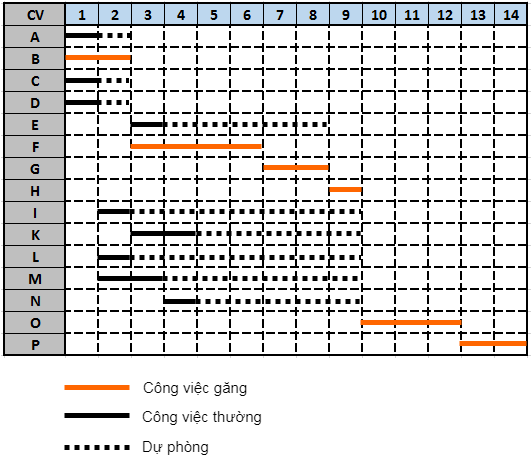 CV 1 2 3 4 5 6 7 8 9 10 11 12 13 14
A
B
C
D
E
F
G
H
I
K
L
M
N
O
P
Công việc găng
Công việc thường
Dự phòng